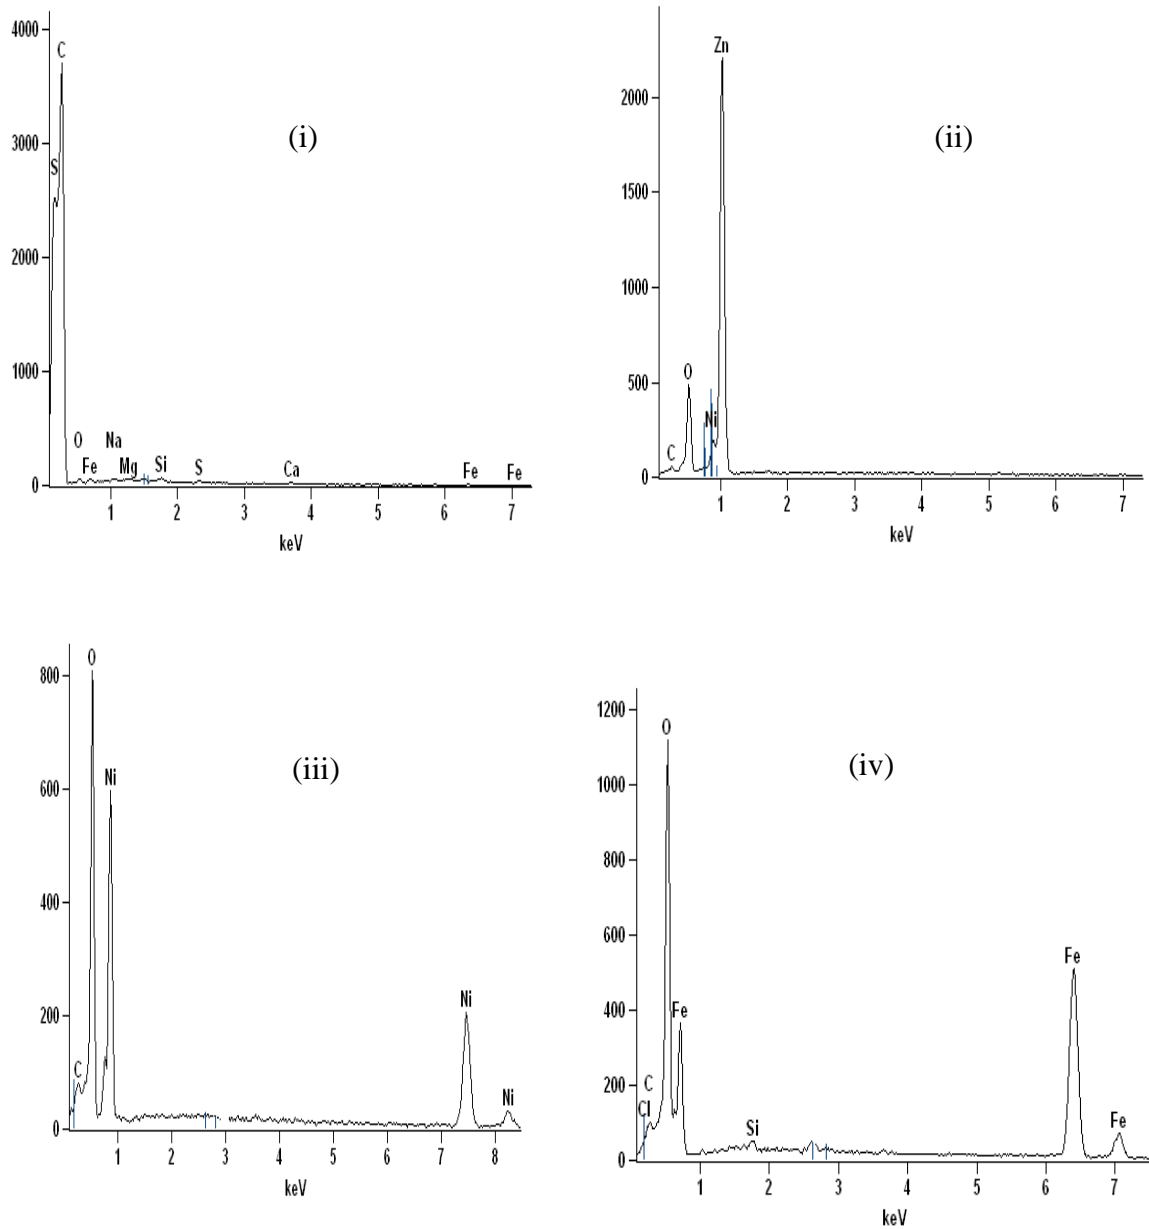 4000
C
3000
(i)
S
2000
1000
O Na
Fe Mg Si S Ca Fe Fe
0
1 2 3 4 5 6 7
keV
Zn
2000
(ii)
1500
1000
500
O
Ni
C
0
1 2 3 4 5 6 7
keV
O
800
(iii)
Ni
600
400
200
Ni
C
Ni
0
1 2 3 4 5 6 7 8
keV
1200
O
1000
(iv)
800
600
Fe
400
Fe
200
C
Cl
Si
Fe
0
1 2 3 4 5 6 7
keV